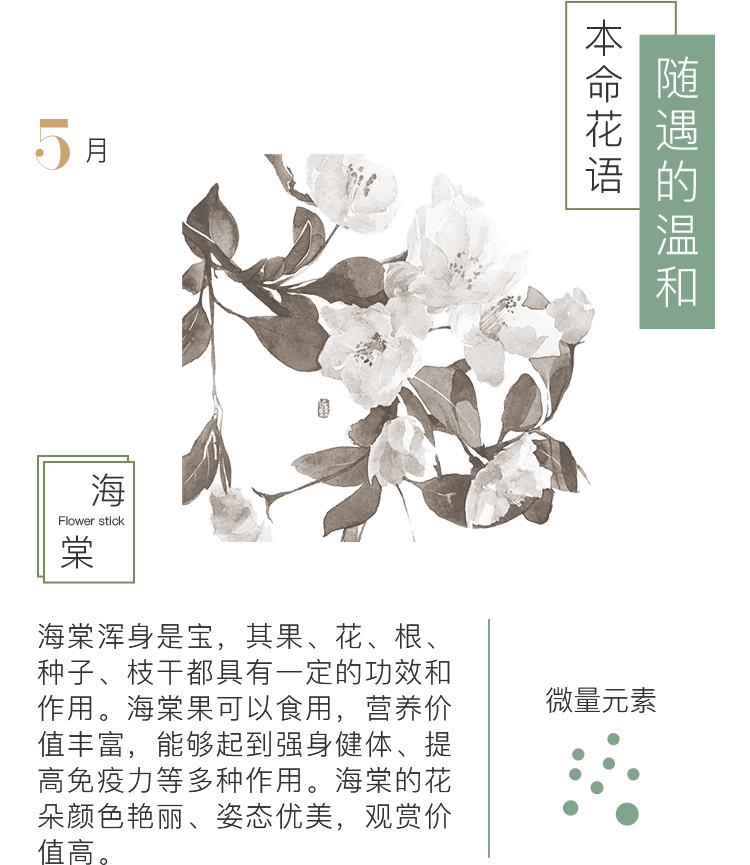 本命花语
随遇的温和
5月
海
Flower stick
棠
海棠浑身是宝，其果、花、根、
种子、枝干都具有一定的功效和
作用。海棠果可以食用，营养价
值丰富，能够起到强身健体、提
高免疫力等多种作用。海棠的花
朵颜色艳丽、姿态优美，观赏价
值高。
微量元素